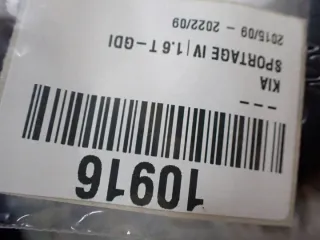 – – –
KIA
SPORTAGE IV | 1.6 T-GDI
2015/09 – 2022/09
10916